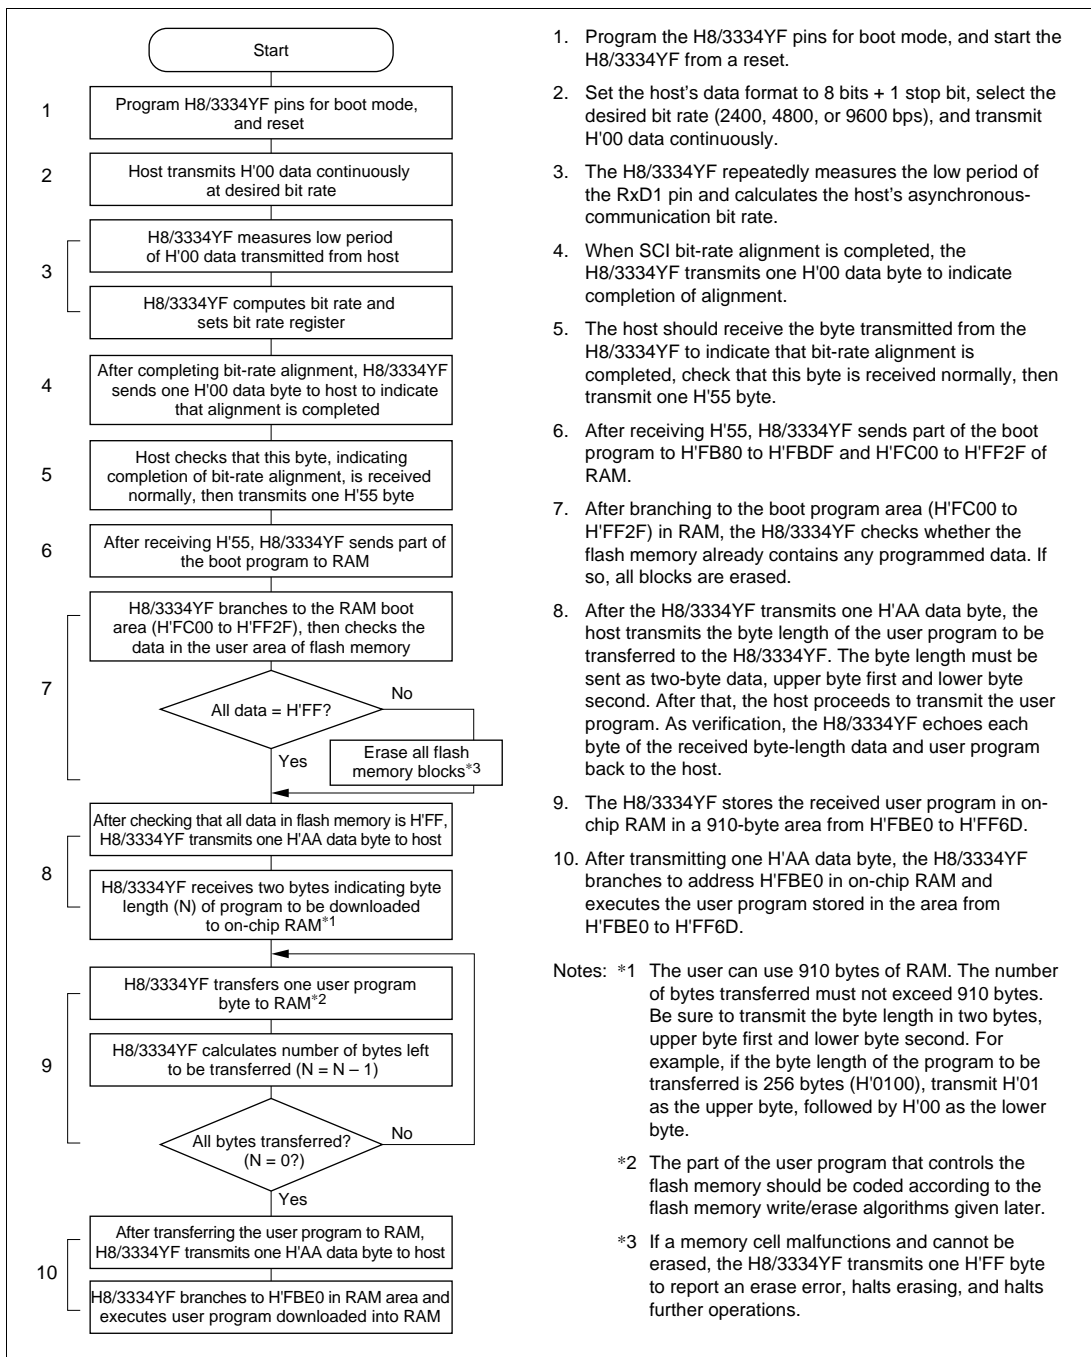 Start
1
Program H8/3334YF pins for boot mode,
and reset
2
Host transmits H'00 data continuously
at desired bit rate
3
H8/3334YF measures low period
of H'00 data transmitted from host
H8/3334YF computes bit rate and
sets bit rate register
4
After completing bit-rate alignment, H8/3334YF
sends one H'00 data byte to host to indicate
that alignment is completed
5
Host checks that this byte, indicating
completion of bit-rate alignment, is received
normally, then transmits one H'55 byte
6
After receiving H'55, H8/3334YF sends part of
the boot program to RAM
7
H8/3334YF branches to the RAM boot
area (H'FC00 to H'FF2F), then checks the
data in the user area of flash memory
All data = H'FF?
No
Yes
Erase all flash
memory blocks*3
8
After checking that all data in flash memory is H'FF,
H8/3334YF transmits one H'AA data byte to host
H8/3334YF receives two bytes indicating byte
length (N) of program to be downloaded
to on-chip RAM*1
9
H8/3334YF transfers one user program
byte to RAM*2
H8/3334YF calculates number of bytes left
to be transferred (N = N – 1)
All bytes transferred?
(N = 0?)
No
Yes
10
After transferring the user program to RAM,
H8/3334YF transmits one H'AA data byte to host
H8/3334YF branches to H'FBE0 in RAM area and
executes user program downloaded into RAM
1. Program the H8/3334YF pins for boot mode, and start the
H8/3334YF from a reset.
2. Set the host's data format to 8 bits + 1 stop bit, select the
desired bit rate (2400, 4800, or 9600 bps), and transmit
H'00 data continuously.
3. The H8/3334YF repeatedly measures the low period of
the RxD1 pin and calculates the host's asynchronous-
communication bit rate.
4. When SCI bit-rate alignment is completed, the
H8/3334YF transmits one H'00 data byte to indicate
completion of alignment.
5. The host should receive the byte transmitted from the
H8/3334YF to indicate that bit-rate alignment is
completed, check that this byte is received normally, then
transmit one H'55 byte.
6. After receiving H'55, H8/3334YF sends part of the boot
program to H'FB80 to H'FBDF and H'FC00 to H'FF2F of
RAM.
7. After branching to the boot program area (H'FC00 to
H'FF2F) in RAM, the H8/3334YF checks whether the
flash memory already contains any programmed data. If
so, all blocks are erased.
8. After the H8/3334YF transmits one H'AA data byte, the
host transmits the byte length of the user program to be
transferred to the H8/3334YF. The byte length must be
sent as two-byte data, upper byte first and lower byte
second. After that, the host proceeds to transmit the user
program. As verification, the H8/3334YF echoes each
byte of the received byte-length data and user program
back to the host.
9. The H8/3334YF stores the received user program in on-
chip RAM in a 910-byte area from H'FBE0 to H'FF6D.
10. After transmitting one H'AA data byte, the H8/3334YF
branches to address H'FBE0 in on-chip RAM and
executes the user program stored in the area from
H'FBE0 to H'FF6D.
Notes: *1 The user can use 910 bytes of RAM. The number
of bytes transferred must not exceed 910 bytes.
Be sure to transmit the byte length in two bytes,
upper byte first and lower byte second. For
example, if the byte length of the program to be
transferred is 256 bytes (H'0100), transmit H'01
as the upper byte, followed by H'00 as the lower
byte.
*2 The part of the user program that controls the
flash memory should be coded according to the
flash memory write/erase algorithms given later.
*3 If a memory cell malfunctions and cannot be
erased, the H8/3334YF transmits one H'FF byte
to report an erase error, halts erasing, and halts
further operations.